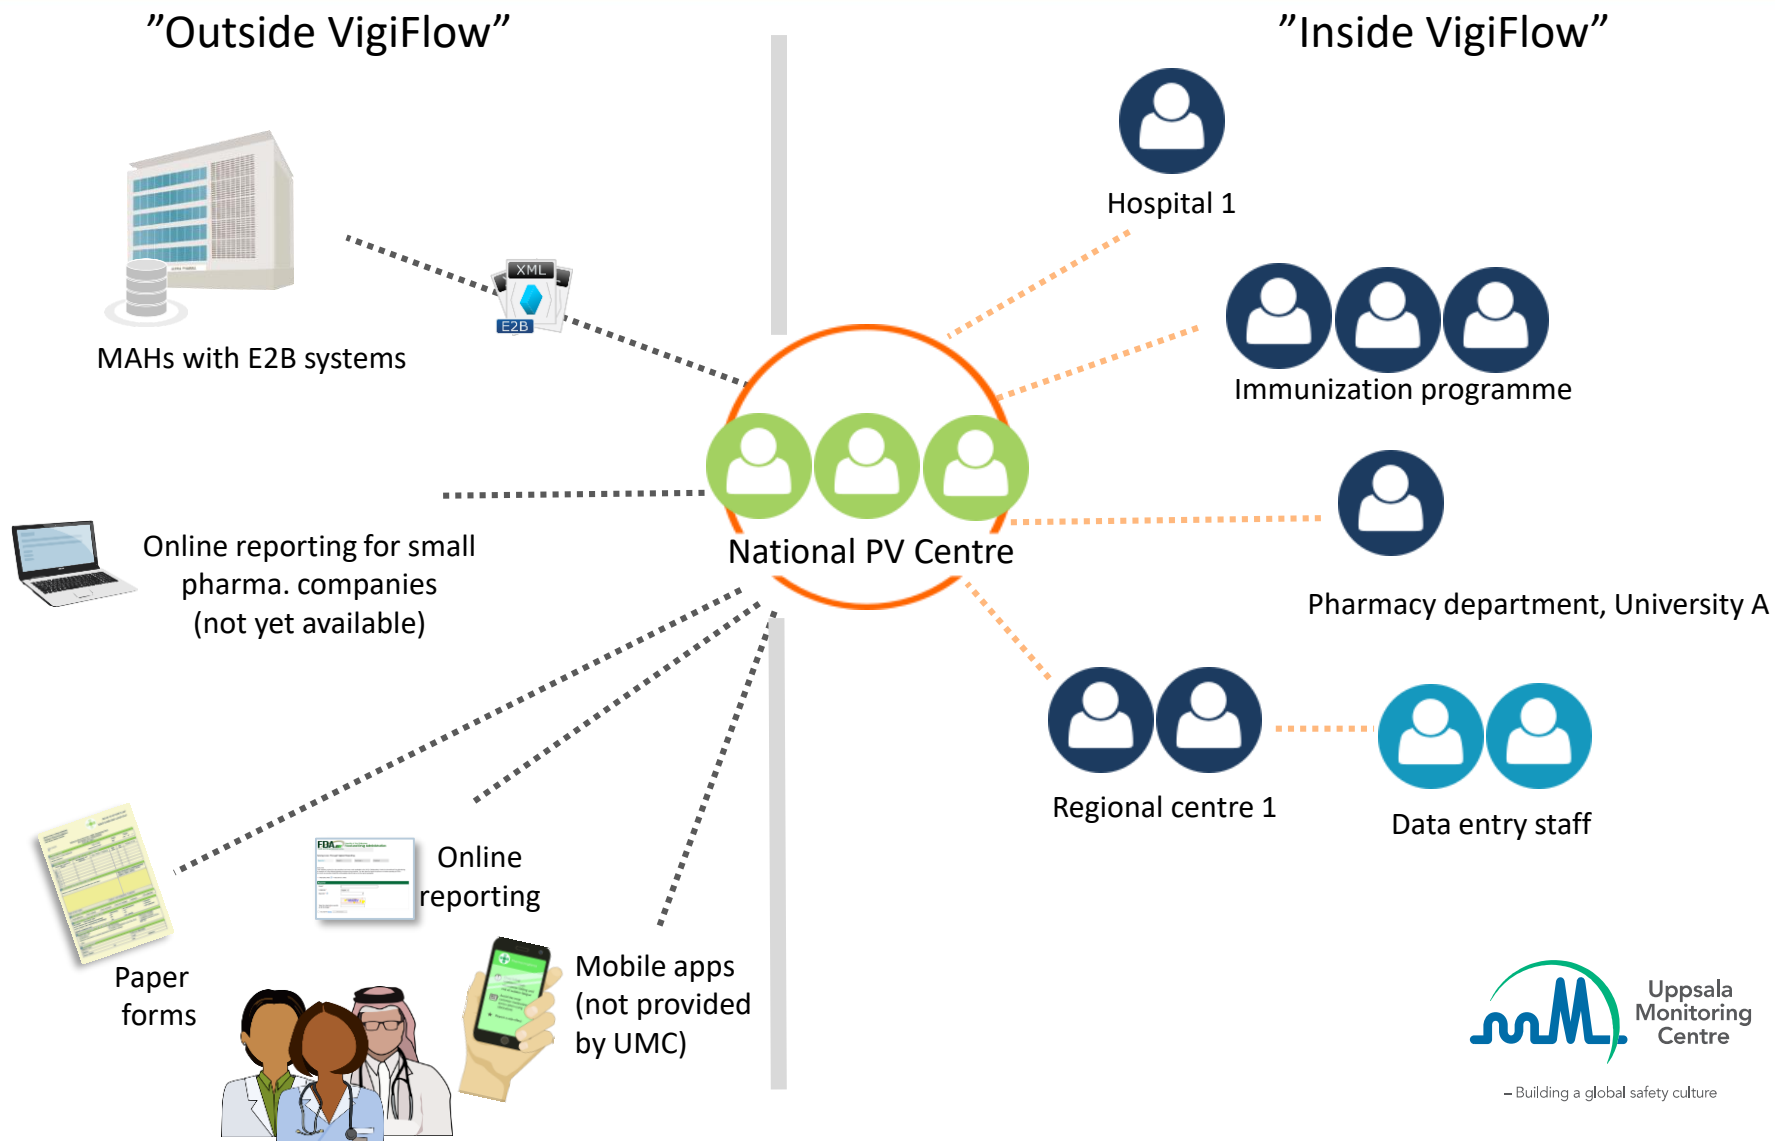 ”Outside VigiFlow”
”Inside VigiFlow”
Hospital 1
XML
E2B
MAHs with E2B systems
Immunization programme
National PV Centre
Online reporting for small
pharma. companies
(not yet available)
Pharmacy department, University A
Regional centre 1
Data entry staff
FDA
Online
reporting
Paper
forms
Mobile apps
(not provided
by UMC)
Uppsala
Monitoring
Centre
– Building a global safety culture